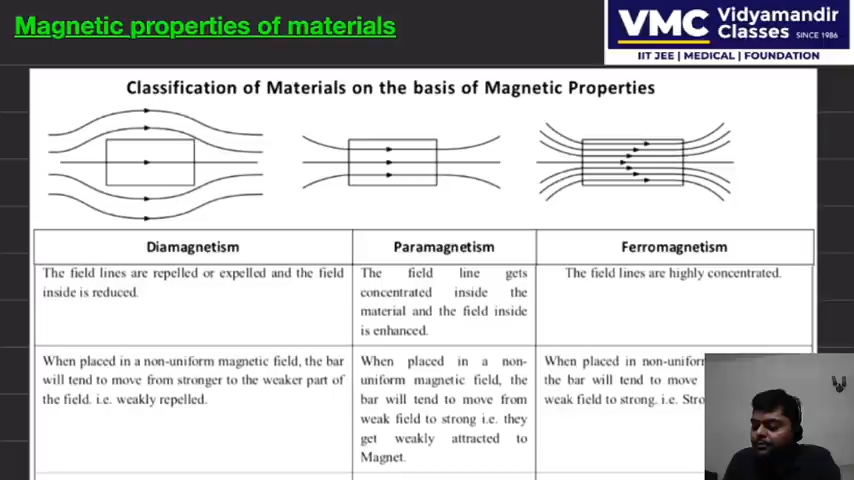 Magnetic properties of materials
VMC Vidyamandir
Classes SINCE 1986
IIT JEE | MEDICAL | FOUNDATION
Classification of Materials on the basis of Magnetic Properties
Diamagnetism
Paramagnetism
Ferromagnetism
The field lines are repelled or expelled and the field
inside is reduced.
The field line gets
concentrated inside the
material and the field inside
is enhanced.
The field lines are highly concentrated.
When placed in a non-uniform magnetic field, the bar
will tend to move from stronger to the weaker part of
the field. i.e. weakly repelled.
When placed in a non-
uniform magnetic field, the
bar will tend to move from
weak field to strong i.e. they
get weakly attracted to
Magnet.
When placed in non-unifor
the bar will tend to move
weak field to strong. i.e. Stro